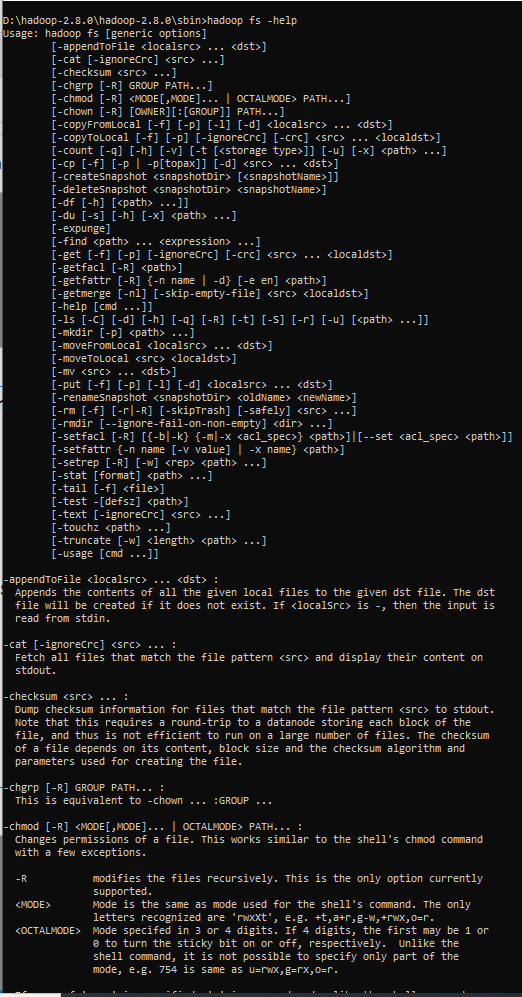 D:\hadoop-2.8.0\hadoop-2.8.0\sbin>hadoop fs -help
Usage: hadoop fs [generic options]
[-appendToFile <localsrc> ... <dst>]
[-cat [-ignoreCrc] <src> ...]
[-checksum <src> ...]
[-chgrp [-R] GROUP PATH...]
[-chmod [-R] <MODE[,MODE]... | OCTALMODE> PATH...]
[-chown [-R] [OWNER][:[GROUP]] PATH...]
[-copyFromLocal [-f] [-p] [-l] [-d] <localsrc> ... <dst>]
[-copyToLocal [-f] [-p] [-ignoreCrc] [-crc] <src> ... <localdst>]
[-count [-q] [-h] [-v] [-t [<storage type>]] [-u] [-x] <path> ...]
[-cp [-f] [-p | -p[topax]] [-d] <src> ... <dst>]
[-createSnapshot <snapshotDir> [<snapshotName>]]
[-deleteSnapshot <snapshotDir> <snapshotName>]
[-df [-h] [<path> ...]]
[-du [-s] [-h] [-x] <path> ...]
[-expunge]
[-find <path> ... <expression> ...]
[-get [-f] [-p] [-ignoreCrc] [-crc] <src> ... <localdst>]
[-getfacl [-R] <path>]
[-getfattr [-R] {-n name | -d} [-e en] <path>]
[-getmerge [-nl] [-skip-empty-file] <src> <localdst>]
[-help [cmd ...]]
[-ls [-C] [-d] [-h] [-q] [-R] [-t] [-S] [-r] [-u] [<path> ...]]
[-mkdir [-p] <path> ...]
[-moveFromLocal <localsrc> ... <dst>]
[-moveToLocal <src> <localdst>]
[-mv <src> ... <dst>]
[-put [-f] [-p] [-l] [-d] <localsrc> ... <dst>]
[-renameSnapshot <snapshotDir> <oldName> <newName>]
[-rm [-f] [-r|-R] [-skipTrash] [-safely] <src> ...]
[-rmdir [--ignore-fail-on-non-empty] <dir> ...]
[-setfacl [-R] [{-b|-k} {-m|-x <acl_spec>} <path>]|[--set <acl_spec> <path>]]
[-setfattr {-n name [-v value] | -x name} <path>]
[-setrep [-R] [-w] <rep> <path> ...]
[-stat [format] <path> ...]
[-tail [-f] <file>]
[-test -[defsz] <path>]
[-text [-ignoreCrc] <src> ...]
[-touchz <path> ...]
[-truncate [-w] <length> <path> ...]
[-usage [cmd ...]]
-appendToFile <localsrc> ... <dst> :
Appends the contents of all the given local files to the given dst file. The dst
file will be created if it does not exist. If <localSrc> is -, then the input is
read from stdin.
-cat [-ignoreCrc] <src> ... :
Fetch all files that match the file pattern <src> and display their content on
stdout.
-checksum <src> ... :
Dump checksum information for files that match the file pattern <src> to stdout.
Note that this requires a round-trip to a datanode storing each block of the
file, and thus is not efficient to run on a large number of files. The checksum
of a file depends on its content, block size and the checksum algorithm and
parameters used for creating the file.
-chgrp [-R] GROUP PATH... :
This is equivalent to -chown ... :GROUP ...
-chmod [-R] <MODE[,MODE]... | OCTALMODE> PATH... :
Changes permissions of a file. This works similar to the shell's chmod command
with a few exceptions.
-R modifies the files recursively. This is the only option currently
supported.
<MODE> Mode is the same as mode used for the shell's command. The only
letters recognized are 'rwxXt', e.g. +t,a+r,g-w,+rwx,o=r.
<OCTALMODE> Mode specifed in 3 or 4 digits. If 4 digits, the first may be 1 or
0 to turn the sticky bit on or off, respectively.  Unlike the
shell command, it is not possible to specify only part of the
mode, e.g. 754 is same as u=rwx,g=rx,o=r.